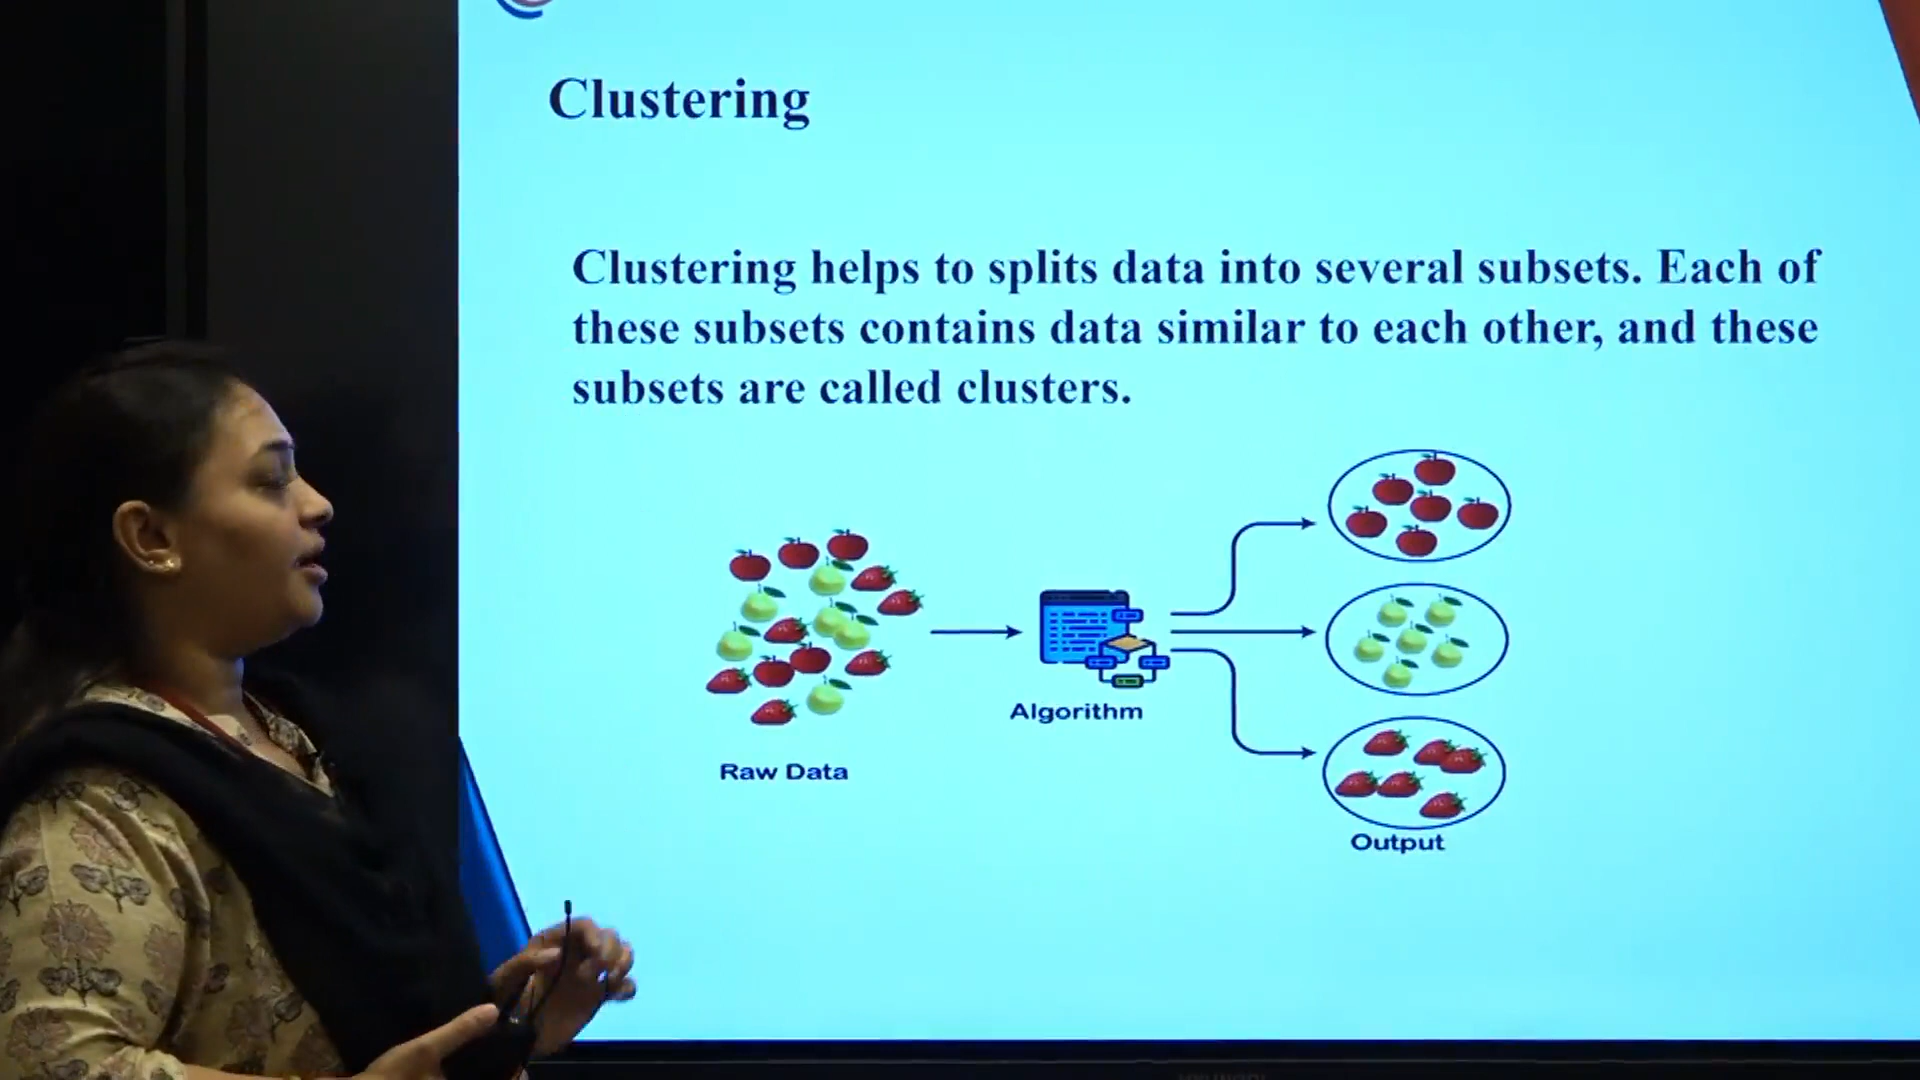 Clustering
Clustering helps to splits data into several subsets. Each of
these subsets contains data similar to each other, and these
subsets are called clusters.
Algorithm
Raw Data
Output